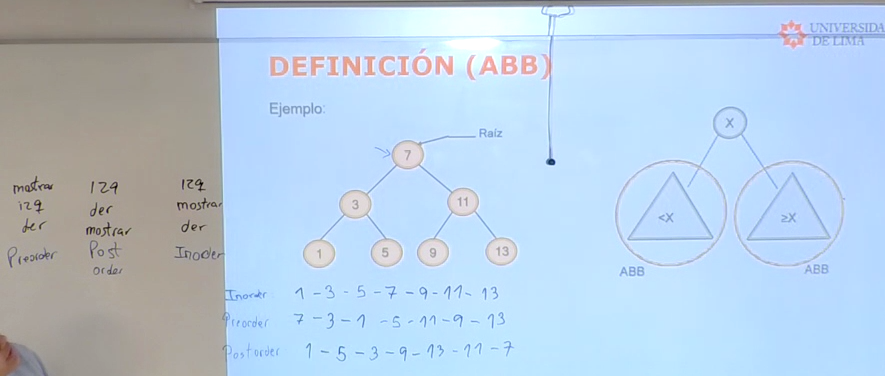 UNIVERSIDA
DE LIMA
DEFINICIÓN (ABB)
Ejemplo:
Raíz
7
3 11
1 5 9 13
X
<X ≥X
ABB ABB
mostrar izq izq
izq der mostrar
der mostrar der
Preorder Post Inorder
order
Inorder 1-3-5-7-9-11-13
Preorder 7-3-1-5-11-9-13
Postorder 1-5-3-9-13-11-7